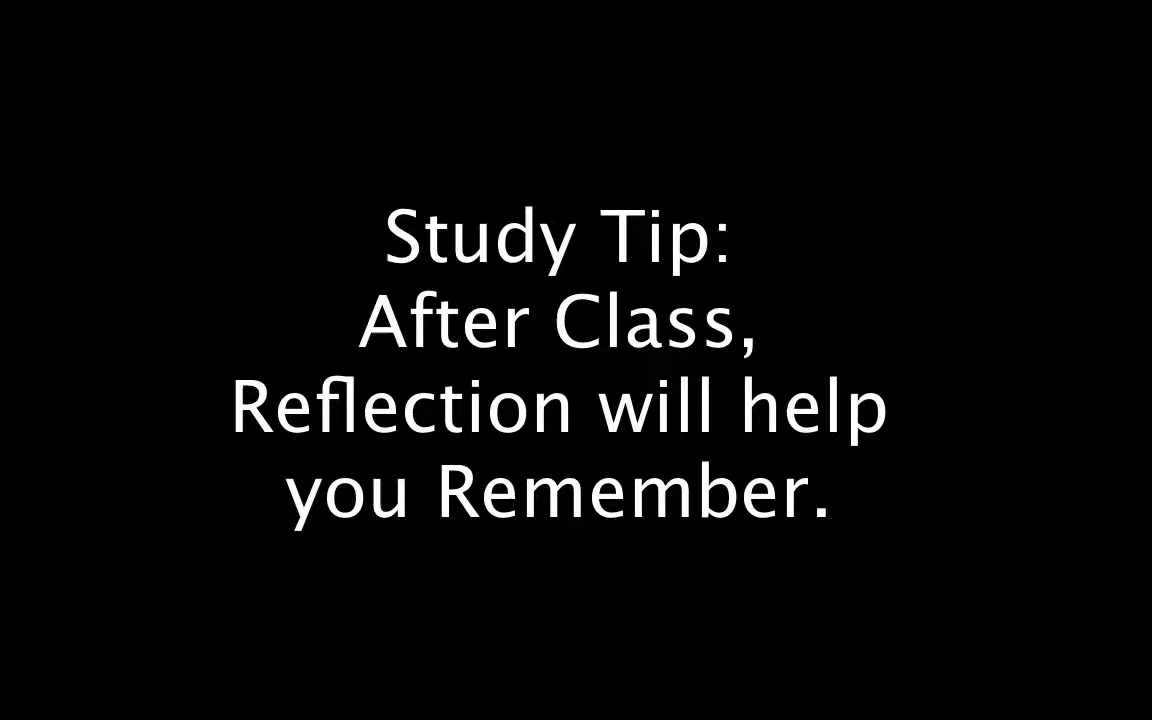 Study Tip:
After Class,
Reflection will help
you Remember.